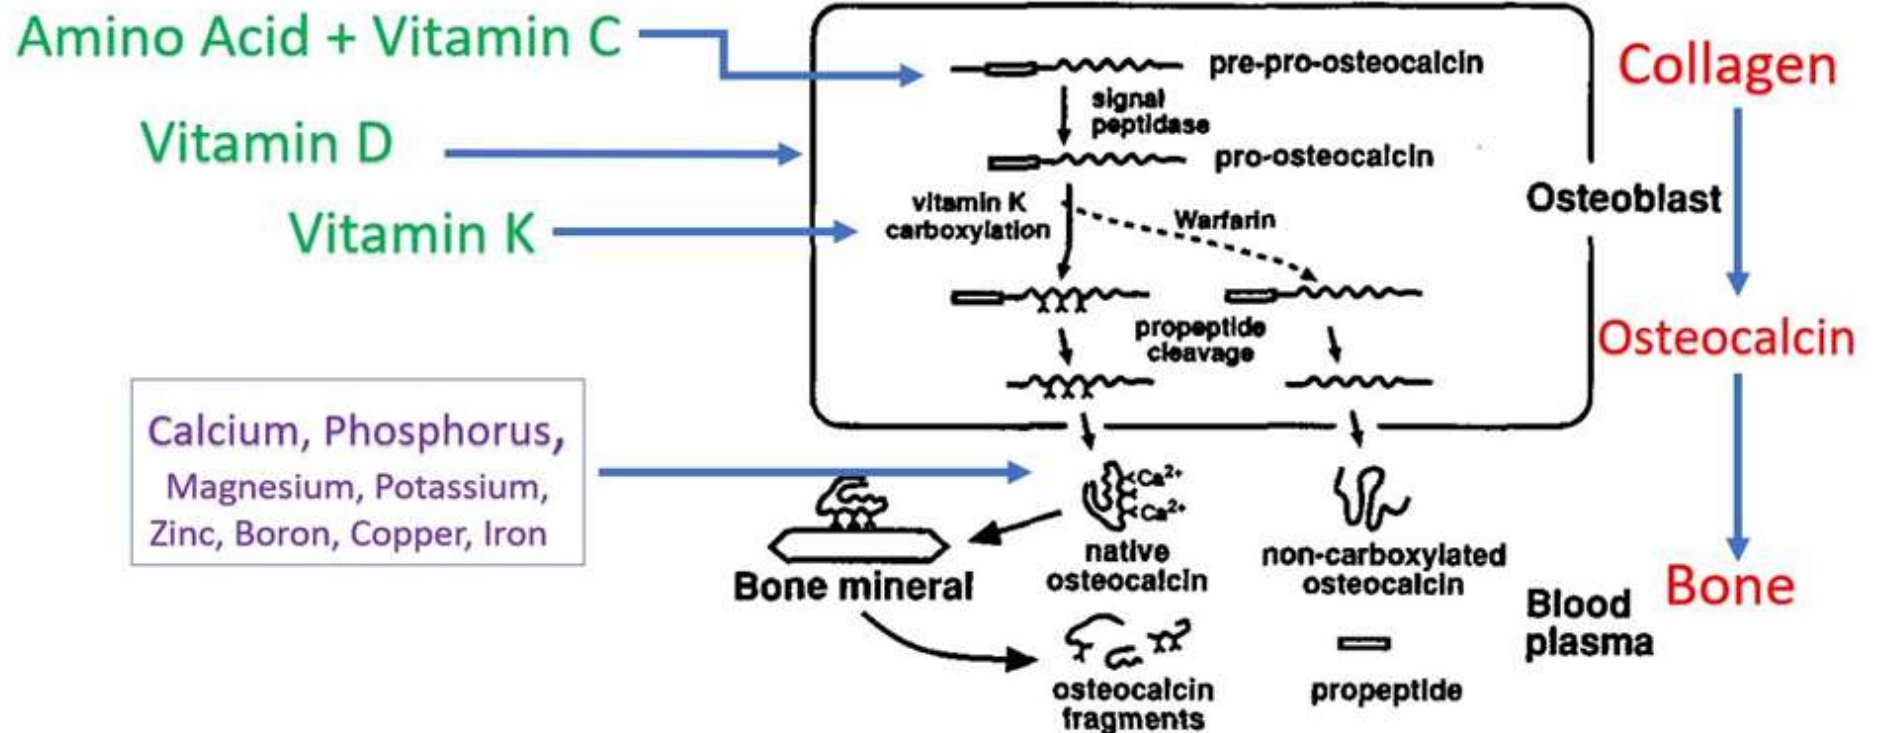 Amino Acid + Vitamin C
pre-pro-osteocalcin
Collagen
signal
peptidase
Vitamin D
pro-osteocalcin
Osteoblast
vitamin K
carboxylation
Warfarin
Vitamin K
propeptide
cleavage
Osteocalcin
Calcium, Phosphorus,
Magnesium, Potassium,
Zinc, Boron, Copper, Iron
Ca2+
Ca2+
native
osteocalcin
non-carboxylated
osteocalcin
Bone mineral
Bone
Blood
plasma
osteocalcin
fragments
propeptide